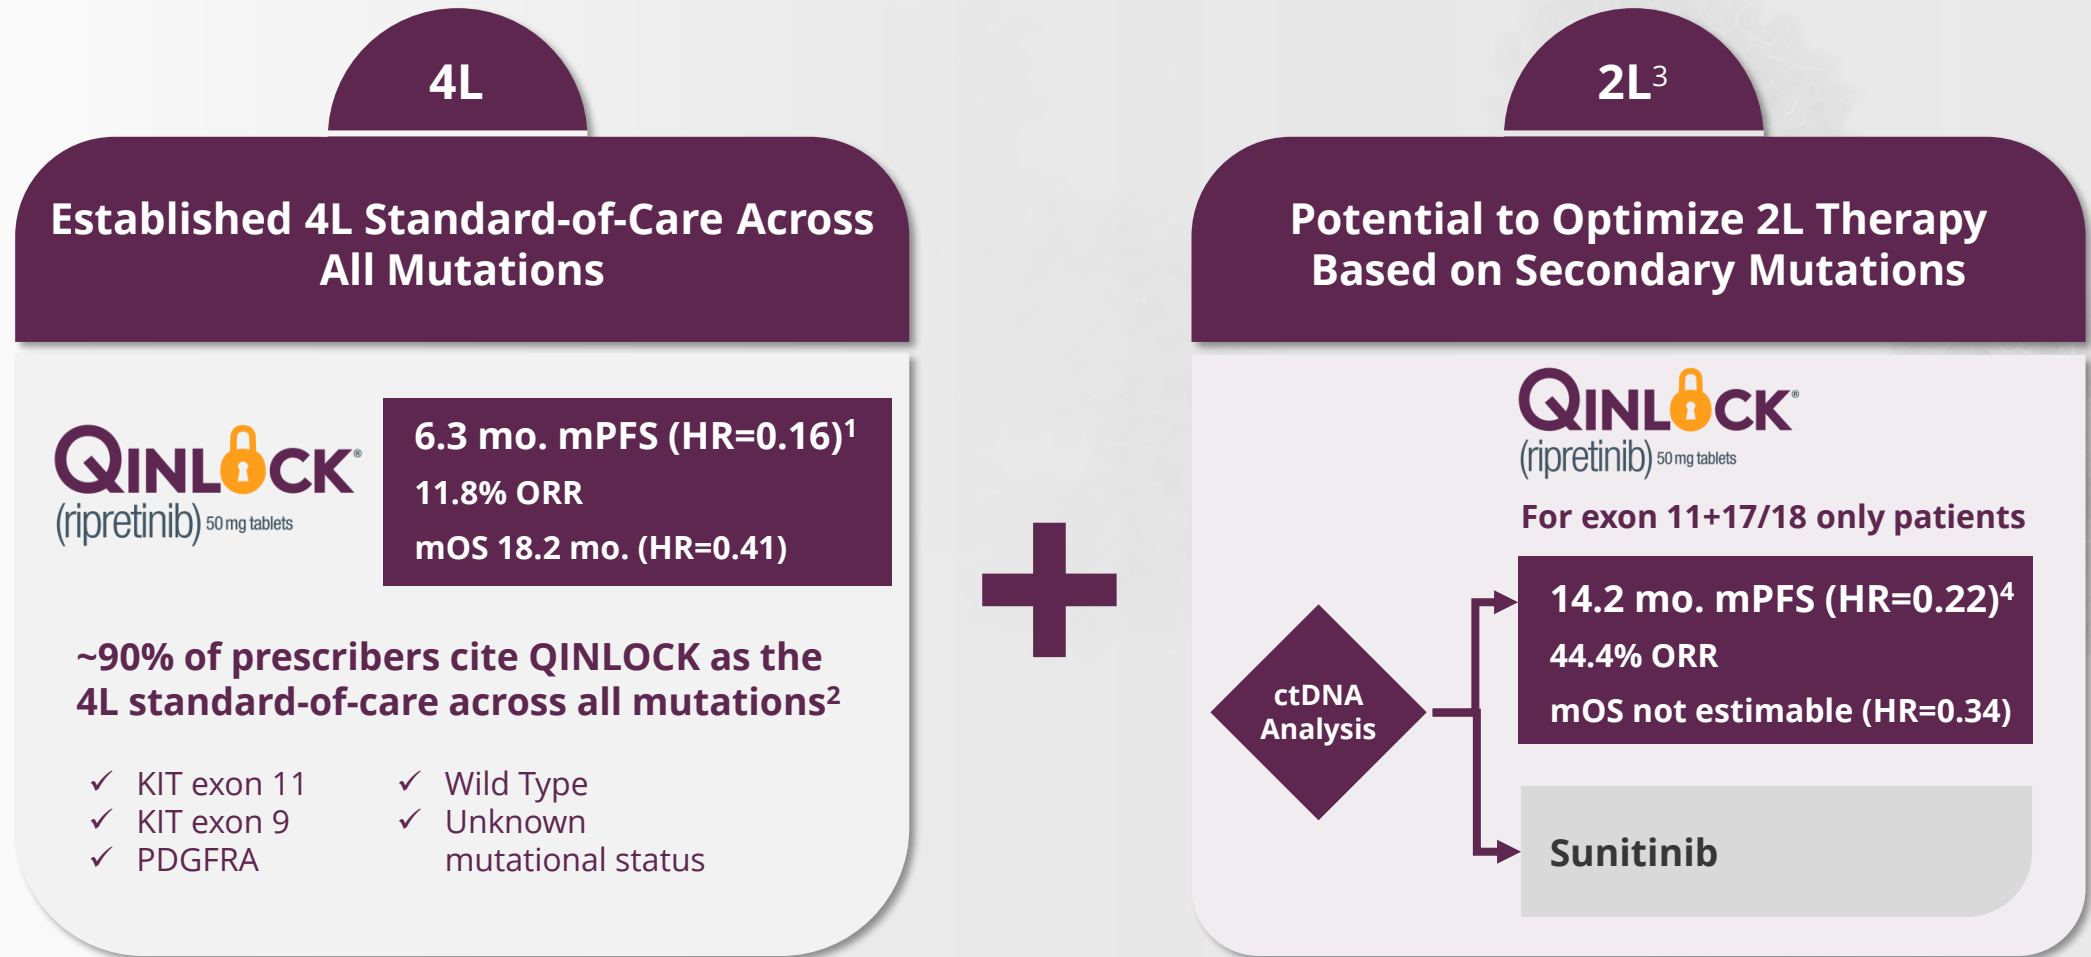 4L
Established 4L Standard-of-Care Across
All Mutations
QINLOCK®
(ripretinib) 50 mg tablets
6.3 mo. mPFS (HR=0.16)¹
11.8% ORR
mOS 18.2 mo. (HR=0.41)
~90% of prescribers cite QINLOCK as the
4L standard-of-care across all mutations²
✓ KIT exon 11
✓ KIT exon 9
✓ PDGFRA
✓ Wild Type
✓ Unknown
mutational status
+
2L³
Potential to Optimize 2L Therapy
Based on Secondary Mutations
QINLOCK®
(ripretinib) 50 mg tablets
For exon 11+17/18 only patients
ctDNA
Analysis
14.2 mo. mPFS (HR=0.22)⁴
44.4% ORR
mOS not estimable (HR=0.34)
Sunitinib